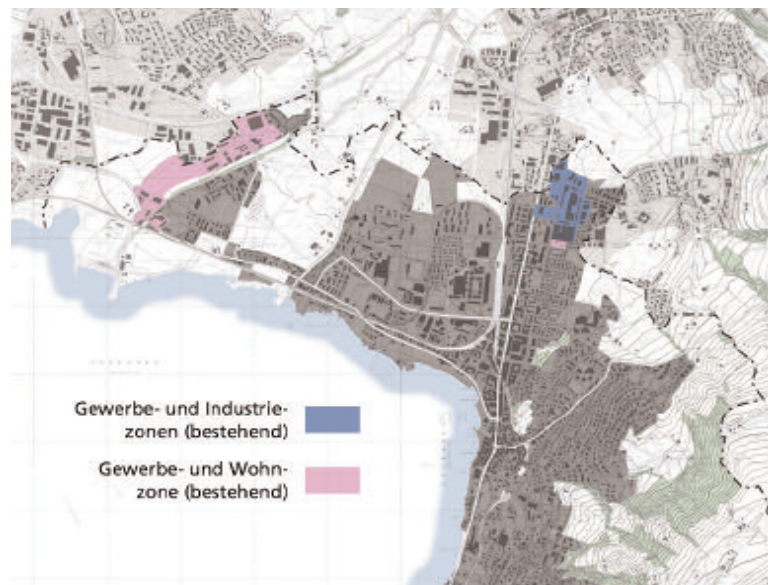 Gewerbe- und Industrie-
zonen (bestehend)
Gewerbe- und Wohn-
zone (bestehend)